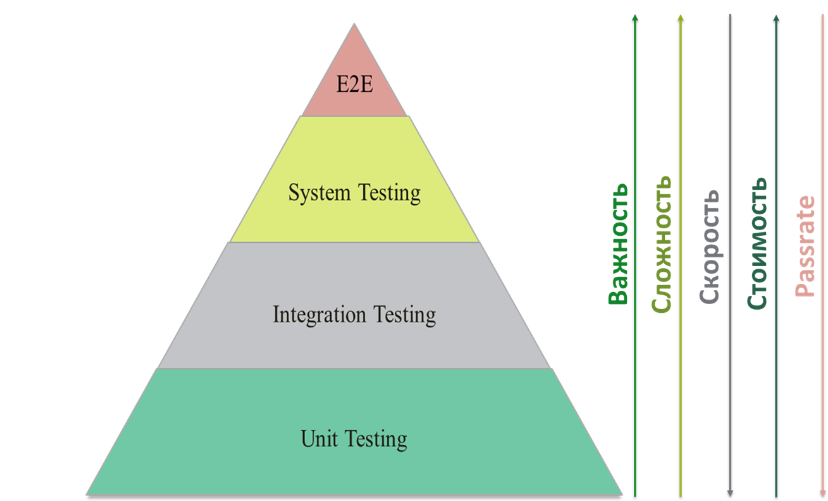 E2E
System Testing
Integration Testing
Unit Testing
Важность
Сложность
Скорость
Стоимость
Passrate